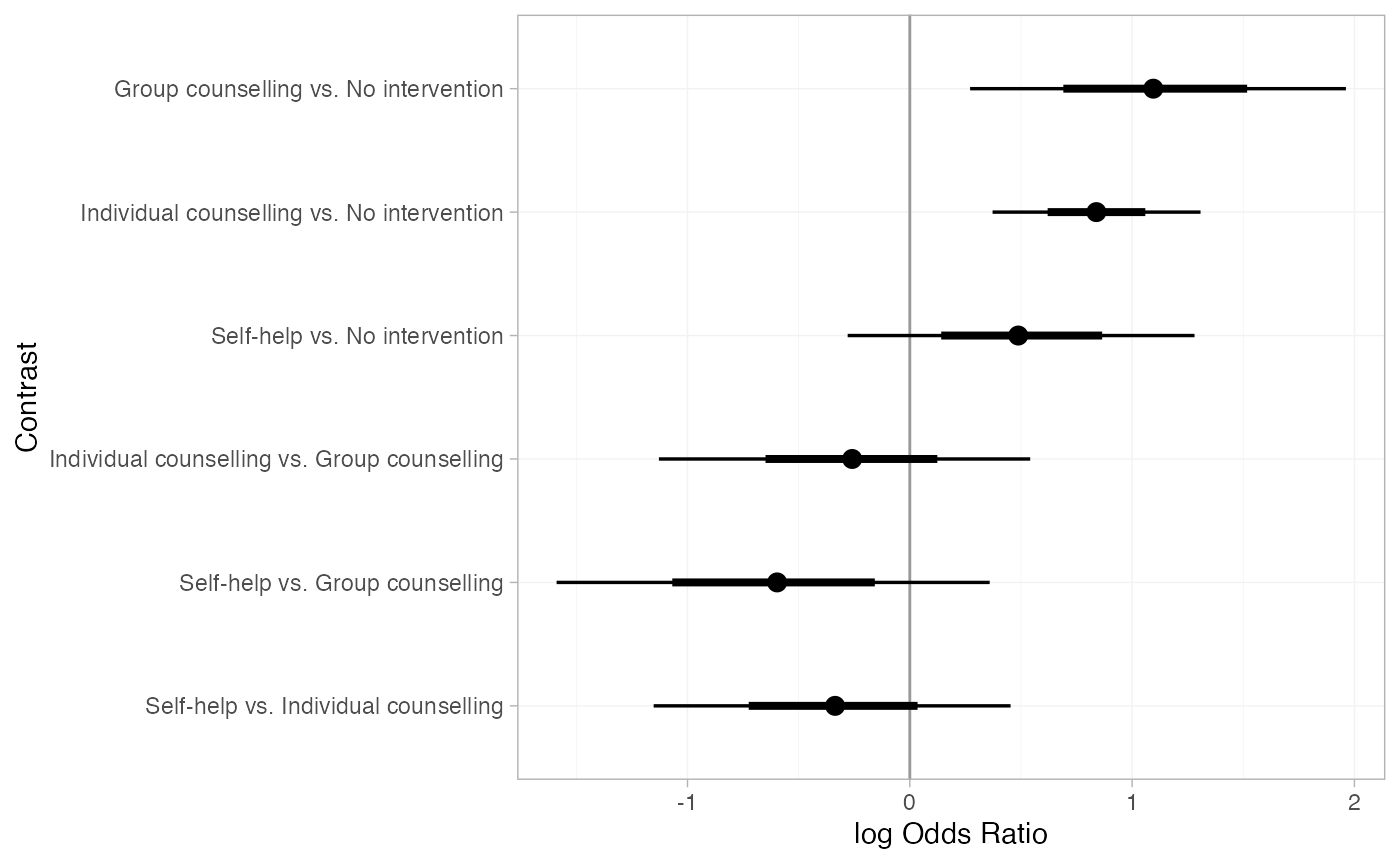 Group counselling vs. No intervention
Individual counselling vs. No intervention
Self-help vs. No intervention
Contrast
Individual counselling vs. Group counselling
Self-help vs. Group counselling
Self-help vs. Individual counselling
-1 0 1 2
log Odds Ratio